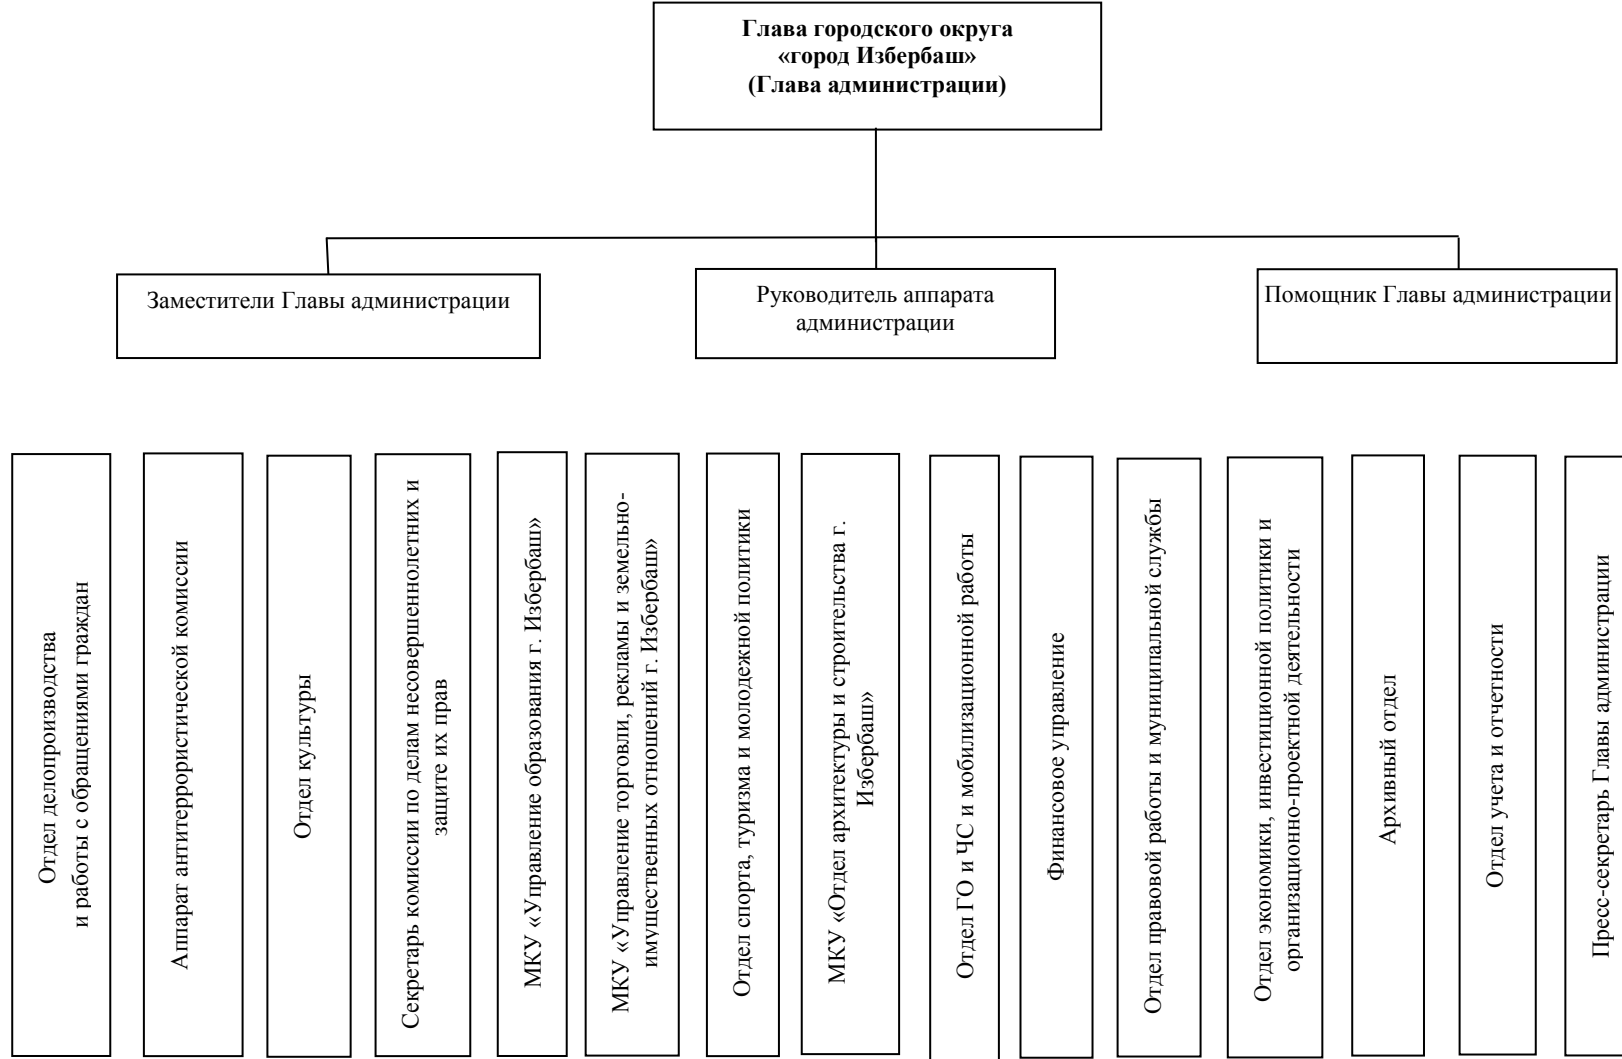 Глава городского округа
«город Избербаш»
(Глава администрации)
Заместители Главы администрации
Руководитель аппарата
администрации
Помощник Главы администрации
Отдел делопроизводства
и работы с обращениями граждан
Аппарат антитеррористической комиссии
Отдел культуры
Секретарь комиссии по делам несовершеннолетних и
защите их прав
МКУ «Управление образования г. Избербаш»
МКУ «Управление торговли, рекламы и земельно-
имущественных отношений г. Избербаш»
Отдел спорта, туризма и молодежной политики
МКУ «Отдел архитектуры и строительства г.
Избербаш»
Отдел ГО и ЧС и мобилизационной работы
Финансовое управление
Отдел правовой работы и муниципальной службы
Отдел экономики, инвестиционной политики и
организационно-проектной деятельности
Архивный отдел
Отдел учета и отчетности
Пресс-секретарь Главы администрации